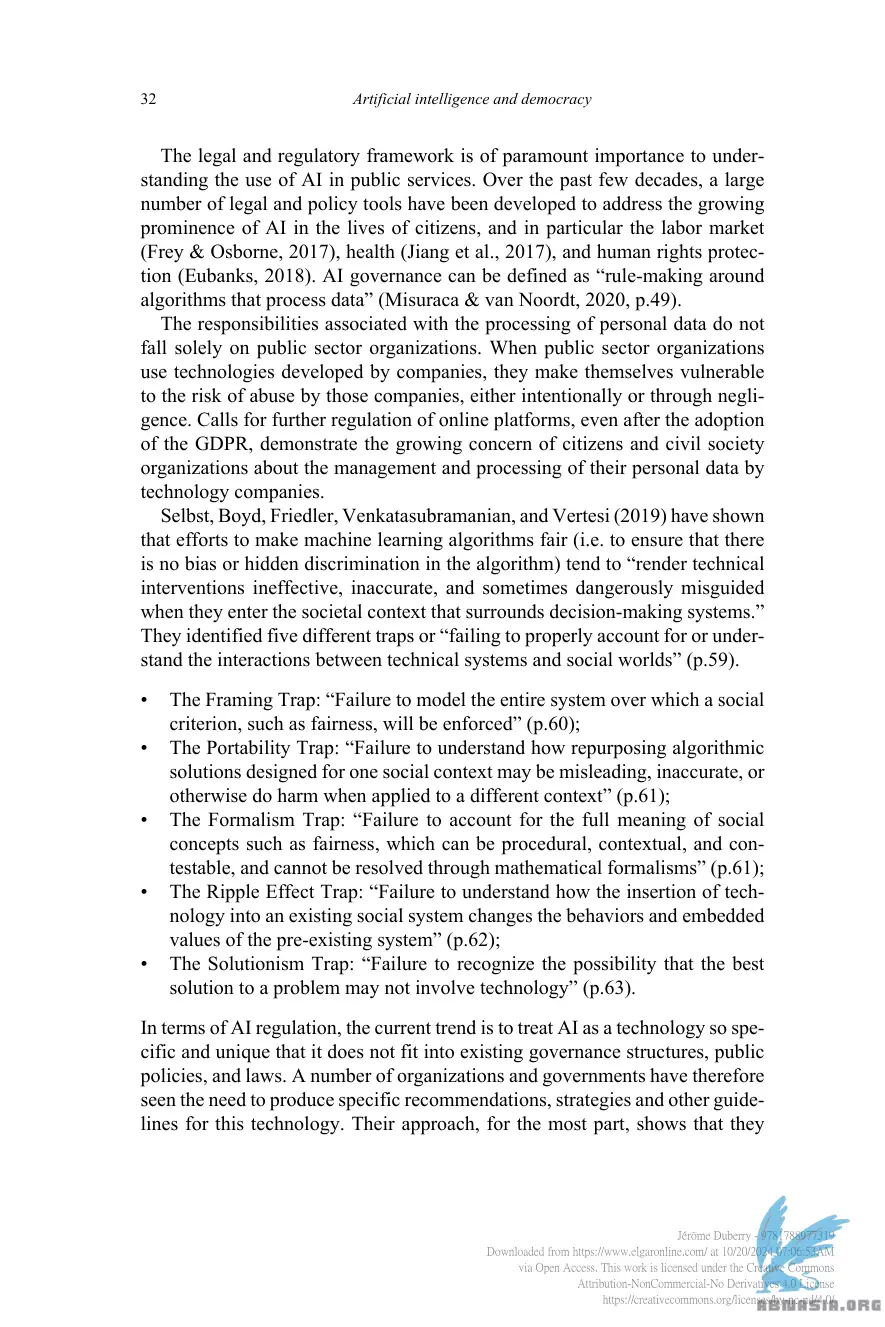 32
Artificial intelligence and democracy
The legal and regulatory framework is of paramount importance to under-
standing the use of AI in public services. Over the past few decades, a large
number of legal and policy tools have been developed to address the growing
prominence of AI in the lives of citizens, and in particular the labor market
(Frey & Osborne, 2017), health (Jiang et al., 2017), and human rights protec-
tion (Eubanks, 2018). AI governance can be defined as “rule-making around
algorithms that process data” (Misuraca & van Noordt, 2020, p.49).
The responsibilities associated with the processing of personal data do not
fall solely on public sector organizations. When public sector organizations
use technologies developed by companies, they make themselves vulnerable
to the risk of abuse by those companies, either intentionally or through negli-
gence. Calls for further regulation of online platforms, even after the adoption
of the GDPR, demonstrate the growing concern of citizens and civil society
organizations about the management and processing of their personal data by
technology companies.
Selbst, Boyd, Friedler, Venkatasubramanian, and Vertesi (2019) have shown
that efforts to make machine learning algorithms fair (i.e. to ensure that there
is no bias or hidden discrimination in the algorithm) tend to “render technical
interventions ineffective, inaccurate, and sometimes dangerously misguided
when they enter the societal context that surrounds decision-making systems.”
They identified five different traps or “failing to properly account for or under-
stand the interactions between technical systems and social worlds” (p.59).
• The Framing Trap: “Failure to model the entire system over which a social
criterion, such as fairness, will be enforced” (p.60);
• The Portability Trap: “Failure to understand how repurposing algorithmic
solutions designed for one social context may be misleading, inaccurate, or
otherwise do harm when applied to a different context” (p.61);
• The Formalism Trap: “Failure to account for the full meaning of social
concepts such as fairness, which can be procedural, contextual, and con-
testable, and cannot be resolved through mathematical formalisms” (p.61);
• The Ripple Effect Trap: “Failure to understand how the insertion of tech-
nology into an existing social system changes the behaviors and embedded
values of the pre-existing system” (p.62);
• The Solutionism Trap: “Failure to recognize the possibility that the best
solution to a problem may not involve technology” (p.63).
In terms of AI regulation, the current trend is to treat AI as a technology so spe-
cific and unique that it does not fit into existing governance structures, public
policies, and laws. A number of organizations and governments have therefore
seen the need to produce specific recommendations, strategies and other guide-
lines for this technology. Their approach, for the most part, shows that they
Jérôme Duberry - 9781788977319
Downloaded from https://www.elgaronline.com/ at 10/20/2024 07:06:53AM
via Open Access. This work is licensed under the Creative Commons
Attribution-NonCommercial-No Derivatives 4.0 License
https://creativecommons.org/licenses/by-nc-nd/4.0/